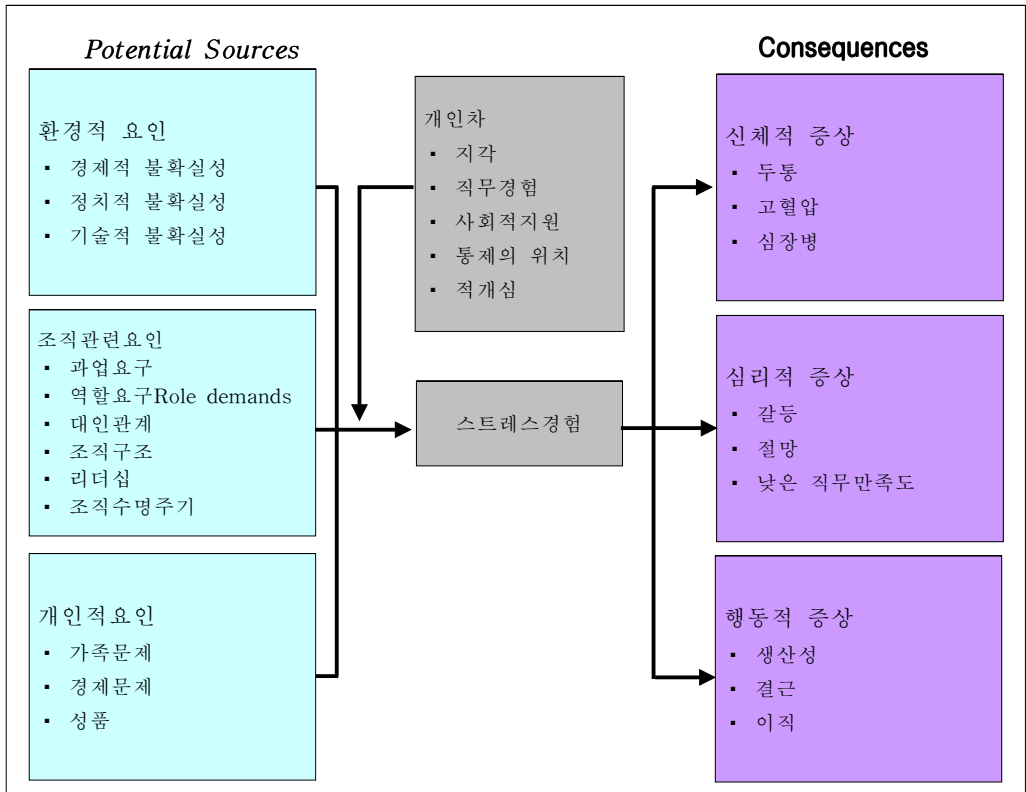 Potential Sources
환경적 요인
▪ 경제적 불확실성
▪ 정치적 불확실성
▪ 기술적 불확실성
조직관련요인
▪ 과업요구
▪ 역할요구Role demands
▪ 대인관계
▪ 조직구조
▪ 리더십
▪ 조직수명주기
개인적요인
▪ 가족문제
▪ 경제문제
▪ 성품
개인차
▪ 지각
▪ 직무경험
▪ 사회적지원
▪ 통제의 위치
▪ 적개심
스트레스경험
Consequences
신체적 증상
▪ 두통
▪ 고혈압
▪ 심장병
심리적 증상
▪ 갈등
▪ 절망
▪ 낮은 직무만족도
행동적 증상
▪ 생산성
▪ 결근
▪ 이직